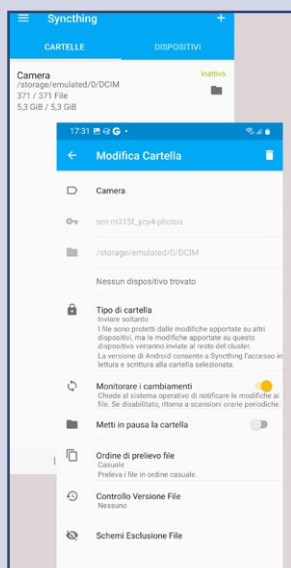 Syncthing
CARTELLE DISPOSITIVI
Camera Inattivo
/storage/emulated/0/DCIM
371 / 371 File
5,3 GiB / 5,3 GiB
17:31
Modifica Cartella
Camera
sm-m315f_ycy4-photos
/storage/emulated/0/DCIM
Nessun dispositivo trovato
Tipo di cartella
Inviare soltanto
I file sono protetti dalle modifiche apportate su altri
dispositivi, ma le modifiche apportate su questo
dispositivo verranno inviate al resto del cluster.
La versione di Android consente a Syncthing l'accesso in
lettura e scrittura alla cartella selezionata.
Monitorare i cambiamenti
Chiede al sistema operativo di notificare le modifiche ai
file. Se disabilitato, ritorna a scansioni orarie periodiche.
Metti in pausa la cartella
Ordine di prelievo file
Casuale
Preleva i file in ordine casuale.
Controllo Versione File
Nessuno
Schemi Esclusione File